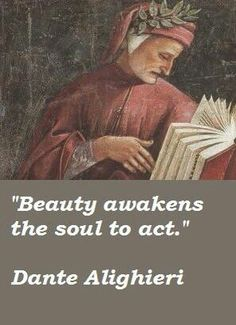 "Beauty awakens
the soul to act."
Dante Alighieri